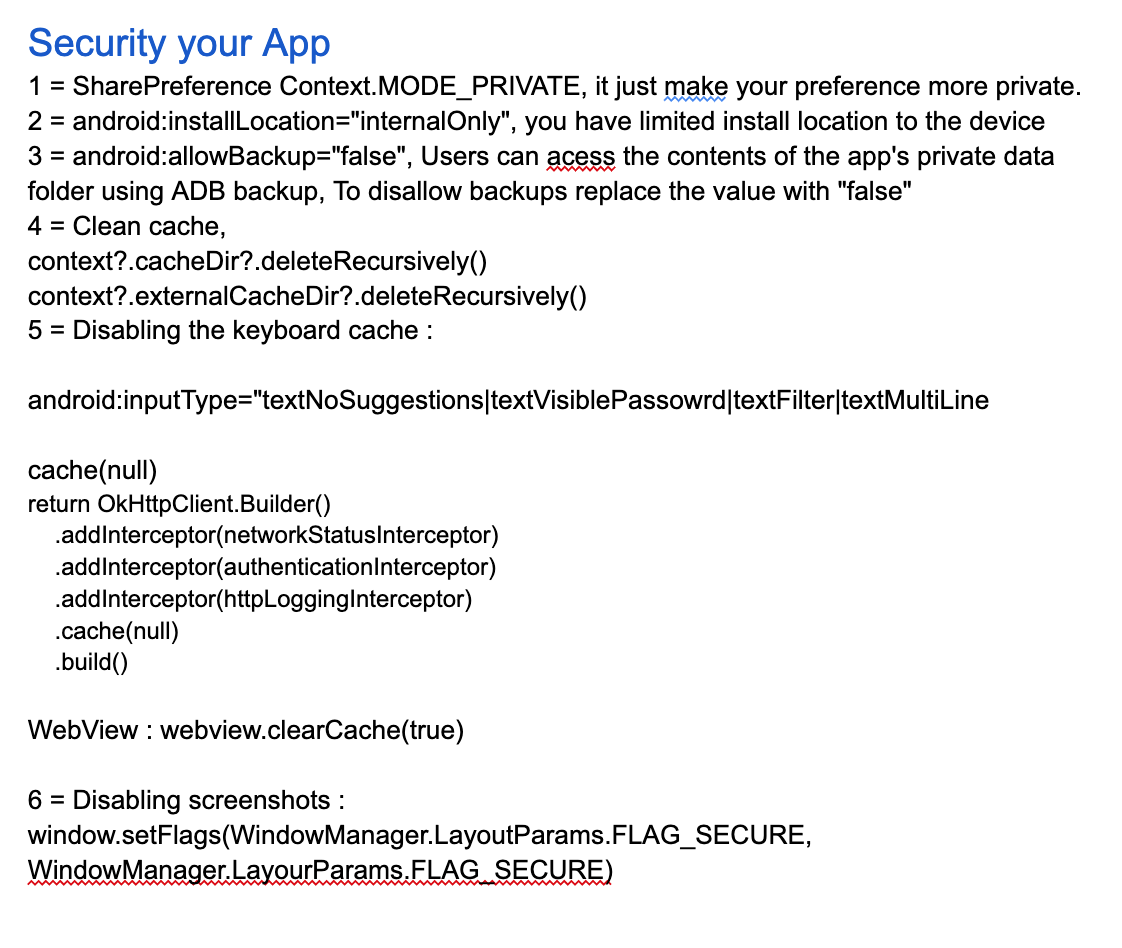 Security your App
1 = SharePreference Context.MODE_PRIVATE, it just make your preference more private.
2 = android:installLocation="internalOnly", you have limited install location to the device
3 = android:allowBackup="false", Users can acess the contents of the app's private data
folder using ADB backup, To disallow backups replace the value with "false"
4 = Clean cache,
context?.cacheDir?.deleteRecursively()
context?.externalCacheDir?.deleteRecursively()
5 = Disabling the keyboard cache :
android:inputType="textNoSuggestions|textVisiblePassowrd|textFilter|textMultiLine
cache(null)
return OkHttpClient.Builder()
.addInterceptor(networkStatusInterceptor)
.addInterceptor(authenticationInterceptor)
.addInterceptor(httpLoggingInterceptor)
.cache(null)
.build()
WebView : webview.clearCache(true)
6 = Disabling screenshots :
window.setFlags(WindowManager.LayoutParams.FLAG_SECURE,
WindowManager.LayourParams.FLAG_SECURE)